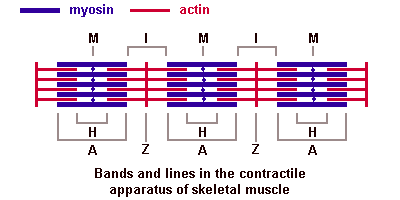 myosin actin
M I M I M
H H H
A Z A Z A
Bands and lines in the contractile
apparatus of skeletal muscle